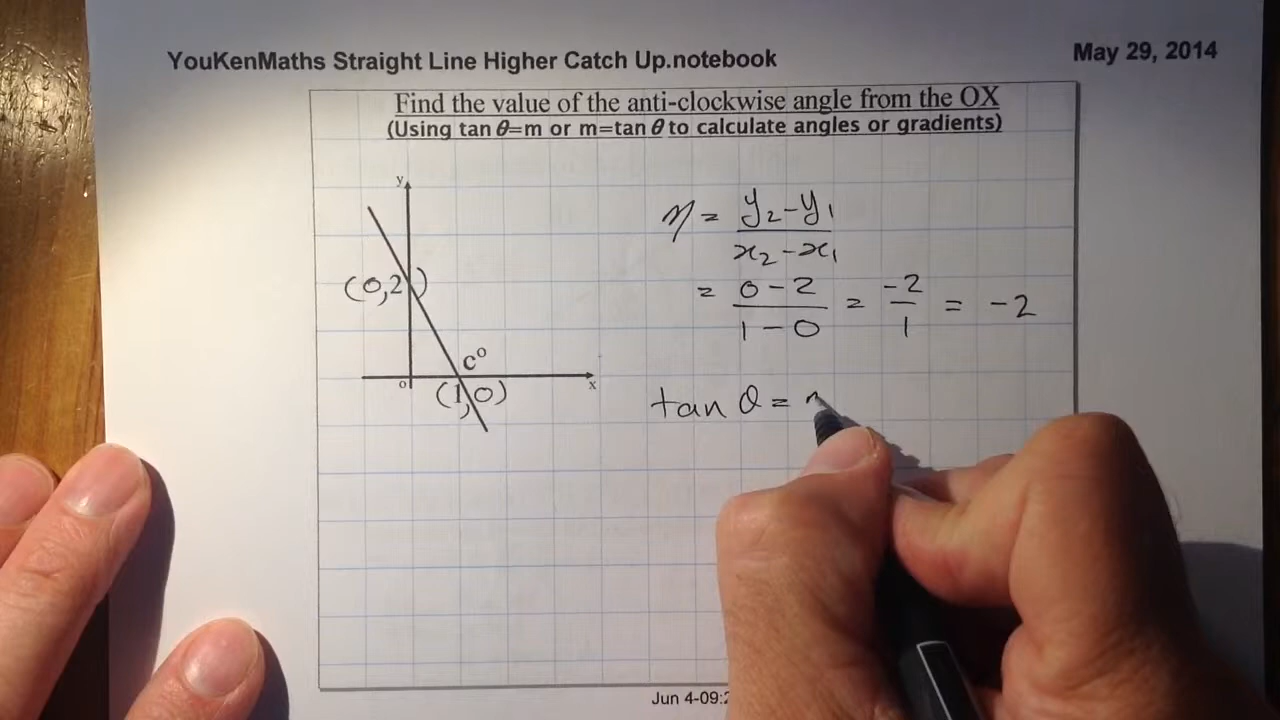 YouKenMaths Straight Line Higher Catch Up.notebook
May 29, 2014
Find the value of the anti-clockwise angle from the OX
(Using tan θ=m or m=tan θ to calculate angles or gradients)
y
(0,2)
c°
o
x
(1,0)
m = y₂-y₁ / x₂-x₁
= 0-2 / 1-0 = -2 / 1 = -2
tan θ =
Jun 4-09:2